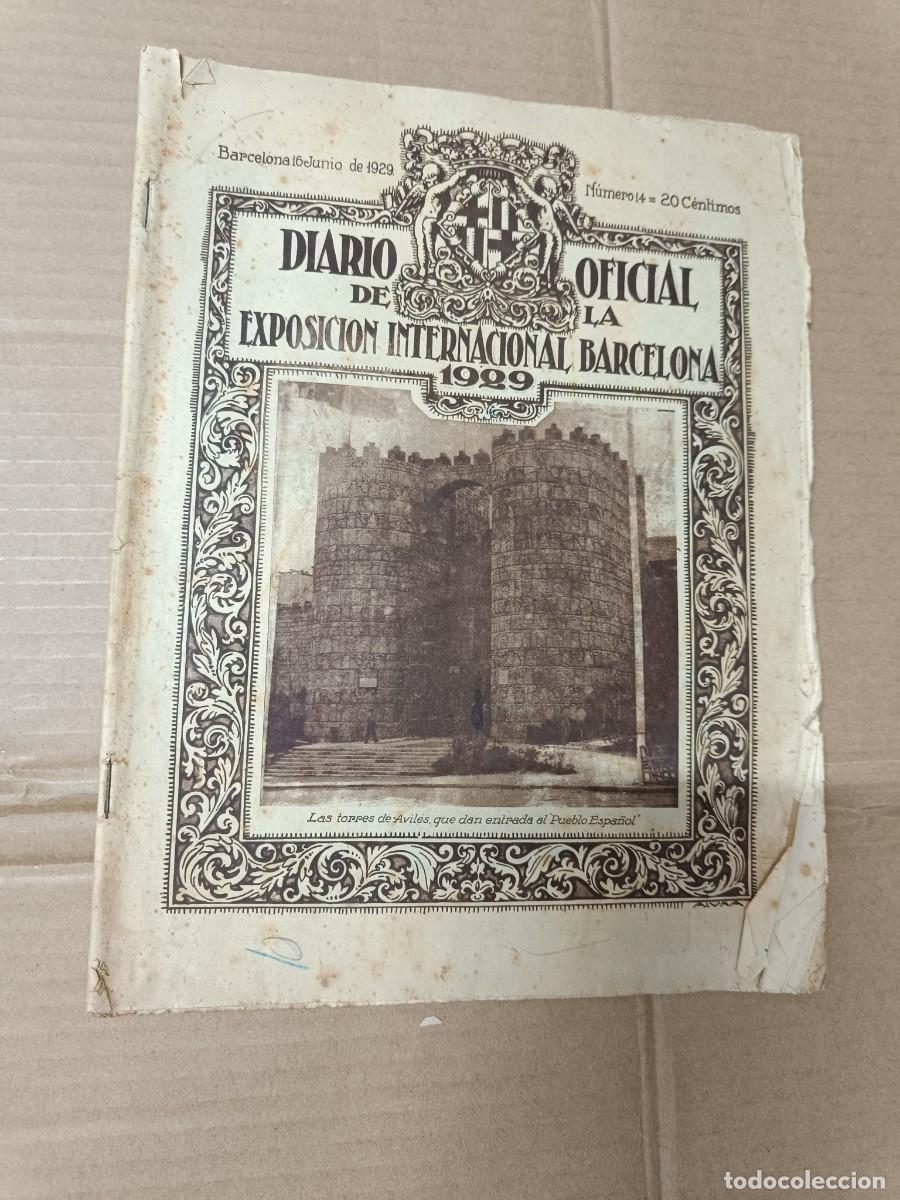 Barcelona 16 Junio de 1929
Número 14 = 20 Céntimos
DIARIO OFICIAL
DE LA
EXPOSICION INTERNACIONAL BARCELONA
1929
Las torres de Avilés, que dan entrada al "Pueblo Español"
todocoleccion